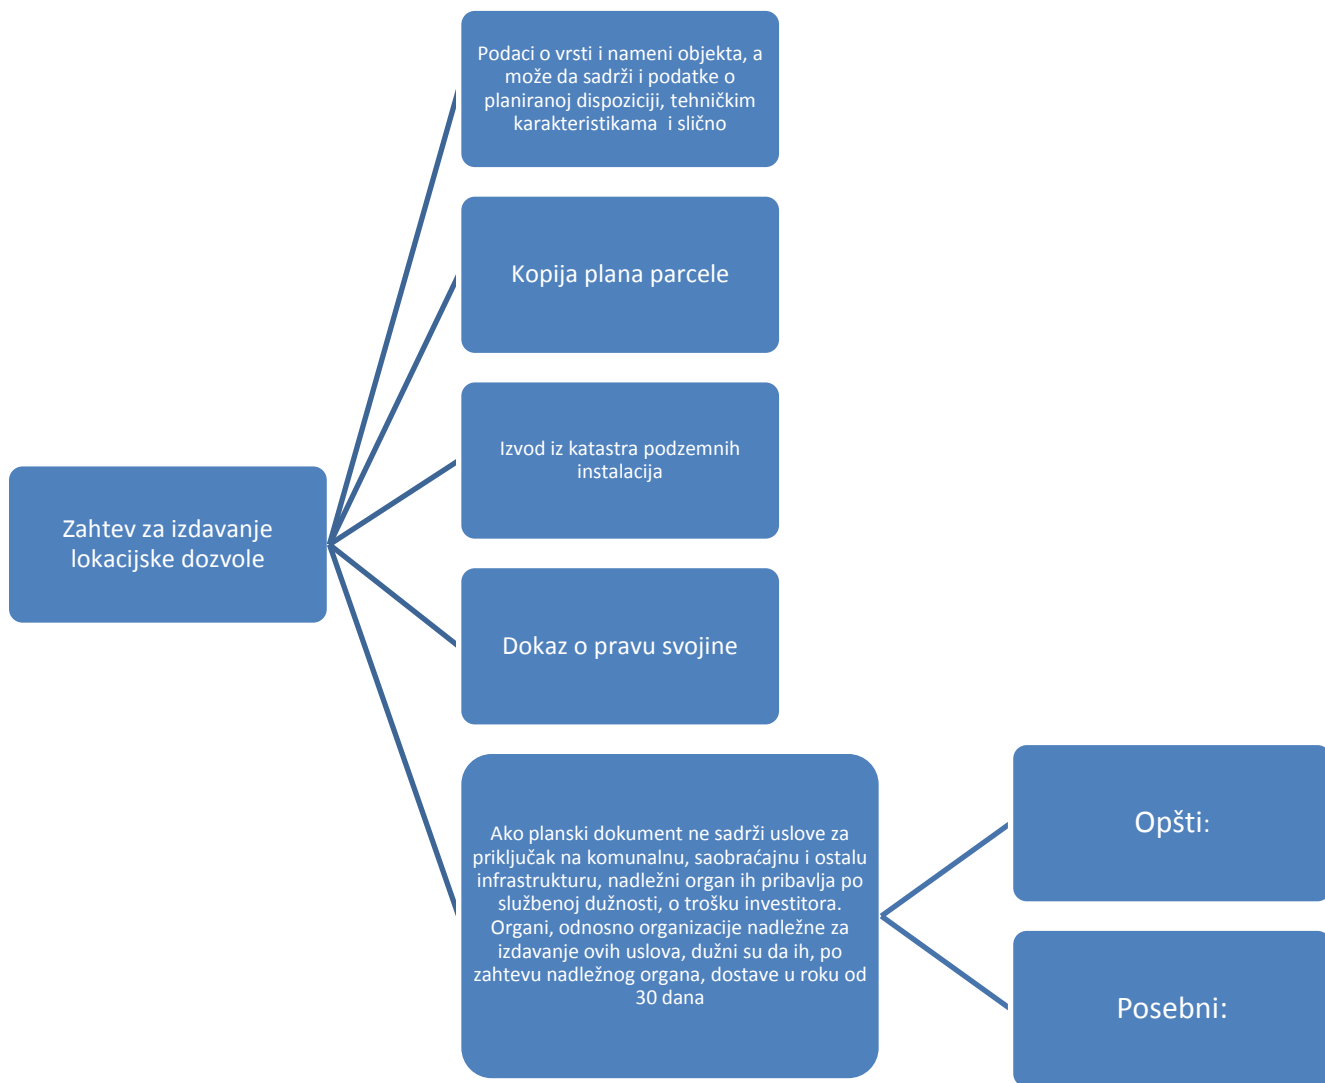 Podaci o vrsti i nameni objekta, a
može da sadrži i podatke o
planiranoj dispoziciji, tehničkim
karakteristikama  i slično
Kopija plana parcele
Izvod iz katastra podzemnih
instalacija
Zahtev za izdavanje
lokacijske dozvole
Dokaz o pravu svojine
Ako planski dokument ne sadrži uslove za
priključak na komunalnu, saobraćajnu i ostalu
infrastrukturu, nadležni organ ih pribavlja po
službenoj dužnosti, o trošku investitora.
Organi, odnosno organizacije nadležne za
izdavanje ovih uslova, dužni su da ih, po
zahtevu nadležnog organa, dostave u roku od
30 dana
Opšti:
Posebni: